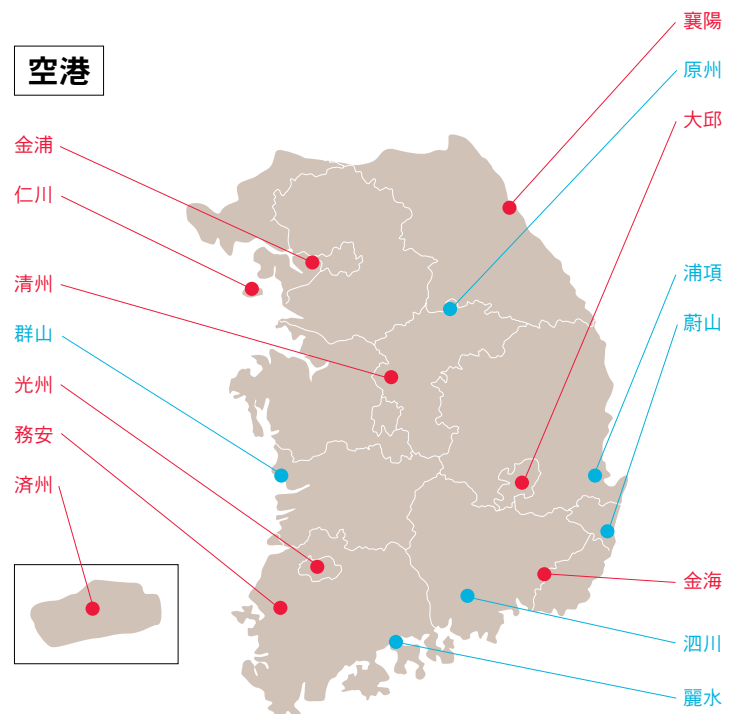 空港
金浦
仁川
清州
群山
光州
務安
済州
襄陽
原州
大邱
浦項
蔚山
金海
泗川
麗水